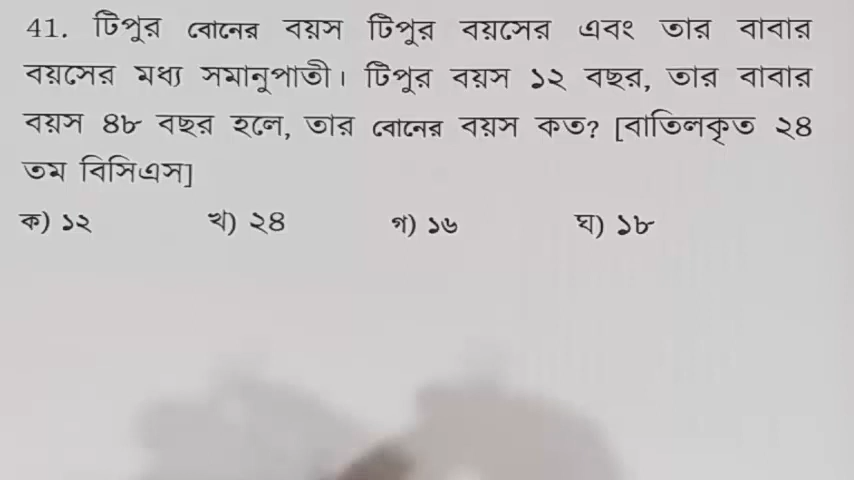 41. টিপুর বোনের বয়স টিপুর বয়সের এবং তার বাবার
বয়সের মধ্য সমানুপাতী। টিপুর বয়স ১২ বছর, তার বাবার
বয়স ৪৮ বছর হলে, তার বোনের বয়স কত? [বাতিলকৃত ২৪
তম বিসিএস]
ক) ১২ খ) ২৪ গ) ১৬ ঘ) ১৮